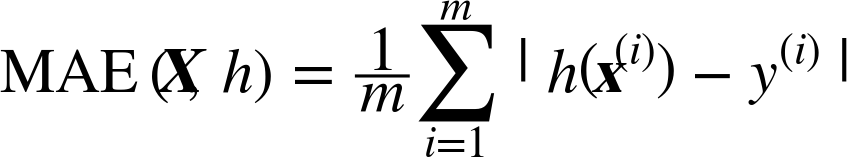 MAE(X, h) = 1/m ∑_{i=1}^{m} | h(x^{(i)}) − y^{(i)} |